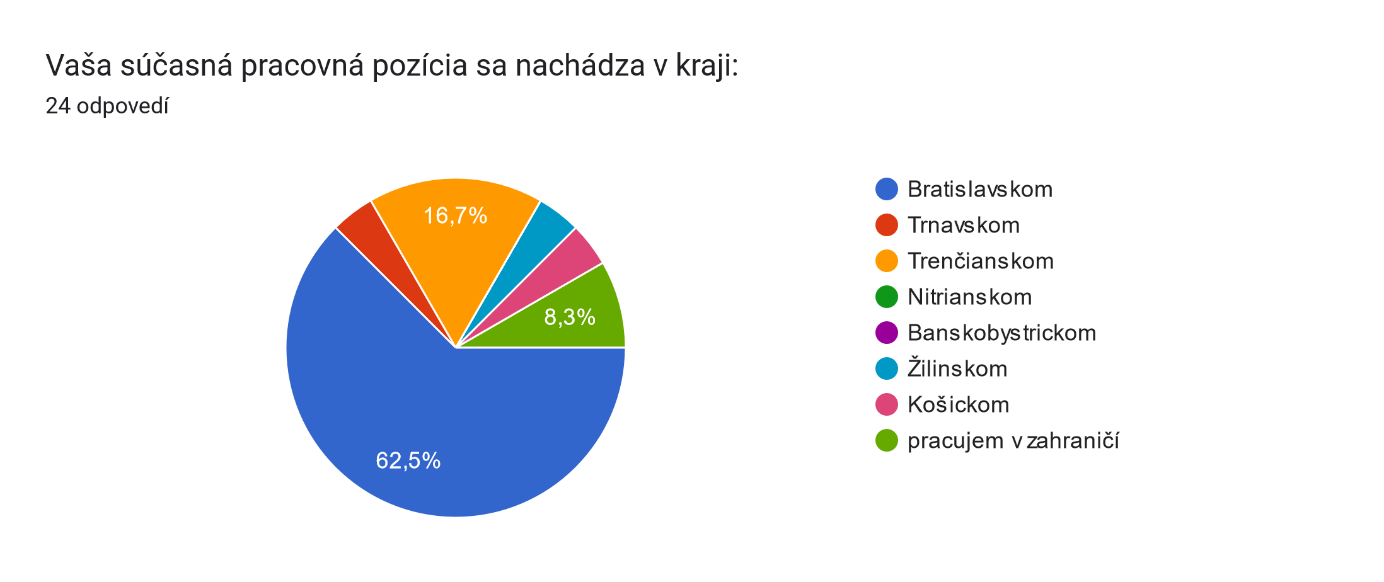 Vaša súčasná pracovná pozícia sa nachádza v kraji:
24 odpovedí
16,7%
8,3%
62,5%
Bratislavskom
Trnavskom
Trenčianskom
Nitrianskom
Banskobystrickom
Žilinskom
Košickom
pracujem v zahraničí